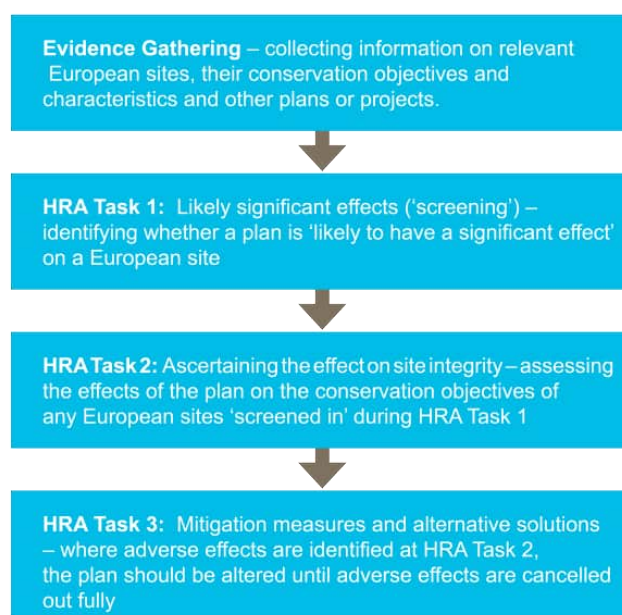 Evidence Gathering – collecting information on relevant
European sites, their conservation objectives and
characteristics and other plans or projects.
HRA Task 1: Likely significant effects (‘screening’) –
identifying whether a plan is ‘likely to have a significant effect’
on a European site
HRA Task 2: Ascertaining the effect on site integrity – assessing
the effects of the plan on the conservation objectives of
any European sites ‘screened in’ during HRA Task 1
HRA Task 3: Mitigation measures and alternative solutions
– where adverse effects are identified at HRA Task 2,
the plan should be altered until adverse effects are cancelled
out fully